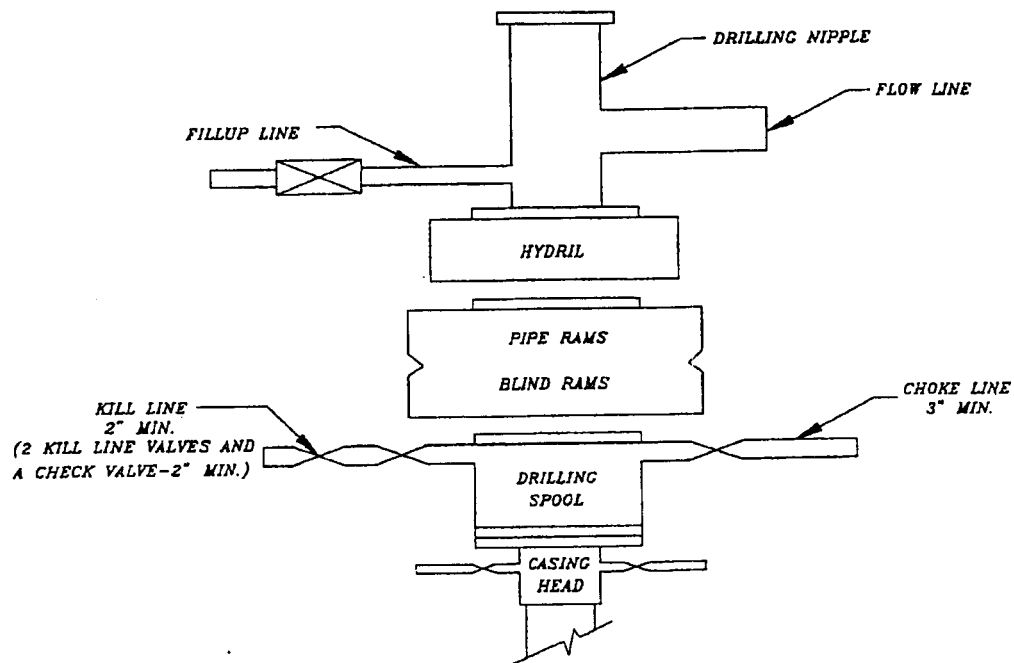 DRILLING NIPPLE
FLOW LINE
FILLUP LINE
HYDRIL
PIPE RAMS
BLIND RAMS
KILL LINE
2" MIN.
(2 KILL LINE VALVES AND
A CHECK VALVE-2" MIN.)
CHOKE LINE
3" MIN.
DRILLING
SPOOL
CASING
HEAD